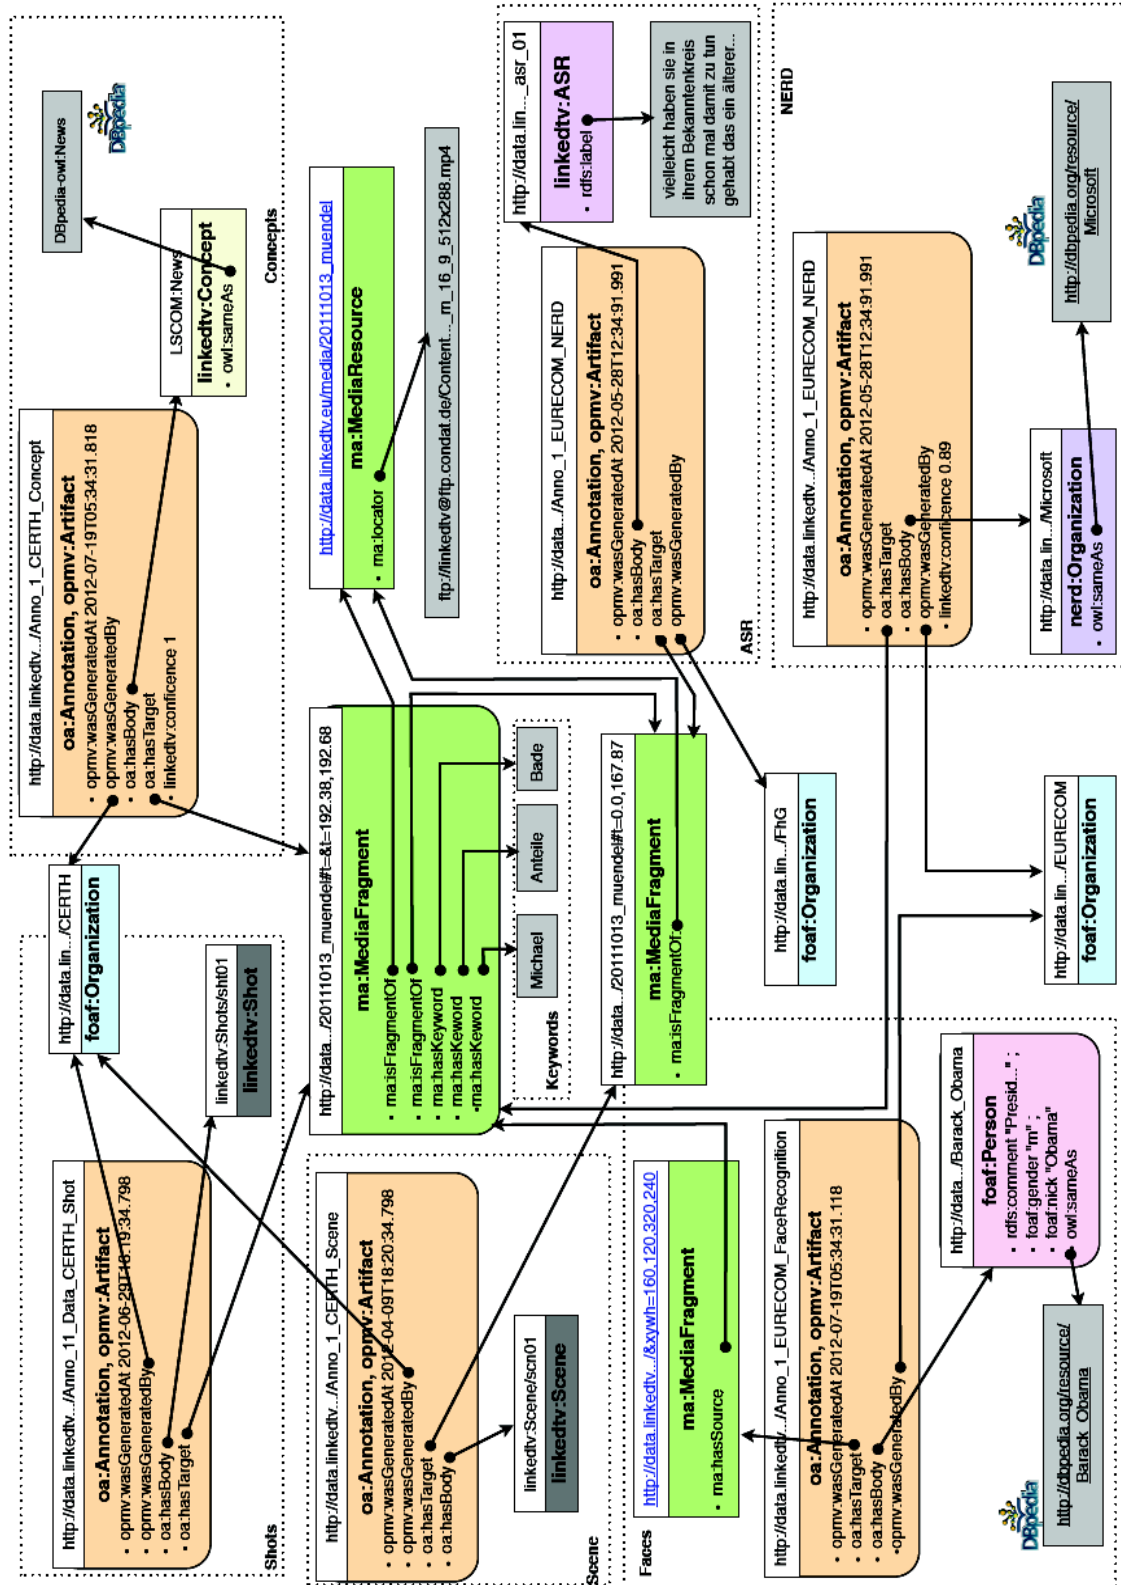 http://data.linkedtv.../Anno_11_Data_CERTH_Shot
oa:Annotation, opmv:Artifact
• opmv:wasGeneratedAt 2012-06-29T18:19:34.798
• opmv:wasGeneratedBy
• oa:hasBody
• oa:hasTarget
Shots
http://data.lin.../CERTH
foaf:Organization
linkedtv:Shots/sht01
linkedtv:Shot
http://data.linkedtv../Anno_1_CERTH_Concept
oa:Annotation, opmv:Artifact
• opmv:wasGeneratedAt 2012-07-19T05:34:31.818
• opmv:wasGeneratedBy
• oa:hasBody
• oa:hasTarget
• linkedtv:conficence 1
LSCOM:News
linkedtv:Concept
• owl:sameAs
DBpedia-owl:News
DBpedia
Concepts
http://data.linkedtv../Anno_1_CERTH_Scene
oa:Annotation, opmv:Artifact
• opmv:wasGeneratedAt 2012-04-09T18:20:34.798
• opmv:wasGeneratedBy
• oa:hasTarget
• oa:hasBody
linkedtv:Scene/scn01
linkedtv:Scene
Scene
http://data.../20111013_muendel#t=&t=192.38,192.68
ma:MediaFragment
• ma:isFragmentOf
• ma:isFragmentOf
• ma:hasKeyword
• ma:hasKeword
•ma:hasKeword
Michael
Anteile
Bade
Keywords
http://data.linkedtv.eu/media/20111013_muendel
ma:MediaResource
• ma:locator
ftp://linkedtv@ftp.condat.de/Content..._m_16_9_512x288.mp4
http://data.../20111013_muendel#t=0.0,167.87
ma:MediaFragment
• ma:isFragmentOf:
http://data.../Anno_1_EURECOM_NERD
oa:Annotation, opmv:Artifact
• opmv:wasGeneratedAt 2012-05-28T12:34:91.991
• oa:hasBody
• oa:hasTarget
• opmv:wasGeneratedBy
http://data.lin..._asr_01
linkedtv:ASR
• rdfs:label
vielleicht haben sie in
ihrem Bekanntenkreis
schon mal damit zu tun
gehabt das ein älterer...
ASR
http://data.lin.../FhG
foaf:Organization
Faces
http://data.linkedtv.../&xywh=160,120,320,240
ma:MediaFragment
• ma:hasSource
http://data.linkedtv.../Anno_1_EURECOM_FaceRecognition
oa:Annotation, opmv:Artifact
• opmv:wasGeneratedAt 2012-07-19T05:34:31.118
• oa:hasTarget
• oa:hasBody
•opmv:wasGeneratedBy
http://data.../Barack_Obama
foaf:Person
• rdfs:comment "Presid..." ;
• foaf:gender "m" ;
• foaf:nick "Obama"
• owl:sameAs
DBpedia
http://dbpedia.org/resource/
Barack_Obama
http://data.lin.../EURECOM
foaf:Organization
NERD
http://data.linkedtv.../Anno_1_EURECOM_NERD
oa:Annotation, opmv:Artifact
• opmv:wasGeneratedAt 2012-05-28T12:34:91.991
• oa:hasTarget
• oa:hasBody
• opmv:wasGeneratedBy
• linkedtv:conficence 0.89
http://data.lin.../Microsoft
nerd:Organization
• owl:sameAs
DBpedia
http://dbpedia.org/resource/
Microsoft